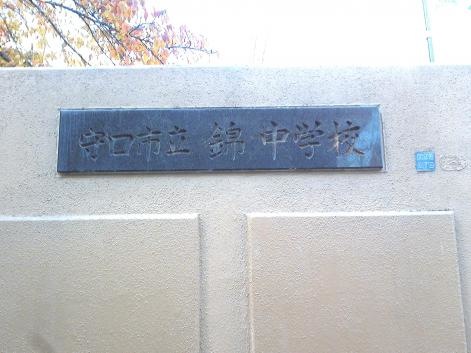 守口市立 錦 中学校